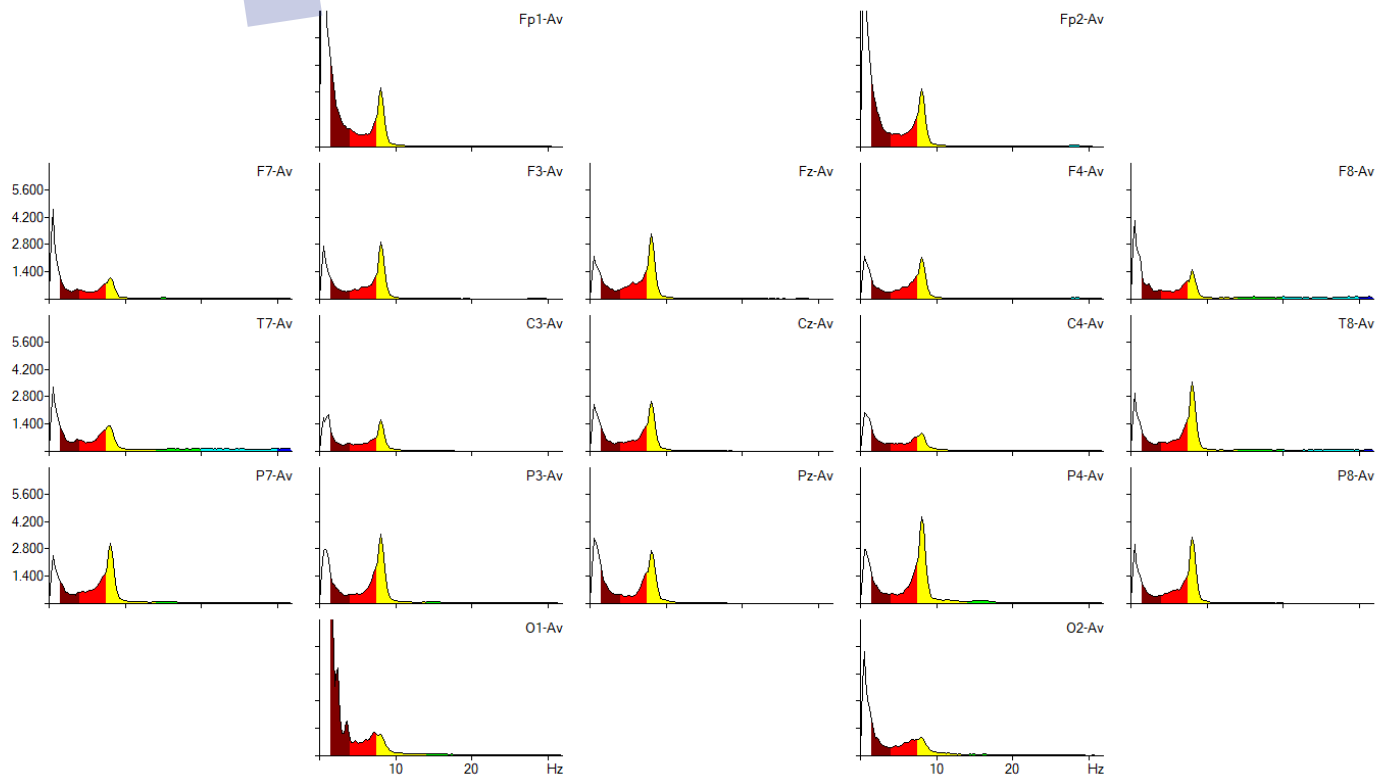 Fp1-Av Fp2-Av
F7-Av F3-Av Fz-Av F4-Av F8-Av
5.600
4.200
2.800
1.400
T7-Av C3-Av Cz-Av C4-Av T8-Av
5.600
4.200
2.800
1.400
P7-Av P3-Av Pz-Av P4-Av P8-Av
5.600
4.200
2.800
1.400
O1-Av O2-Av
10 20 Hz 10 20 Hz